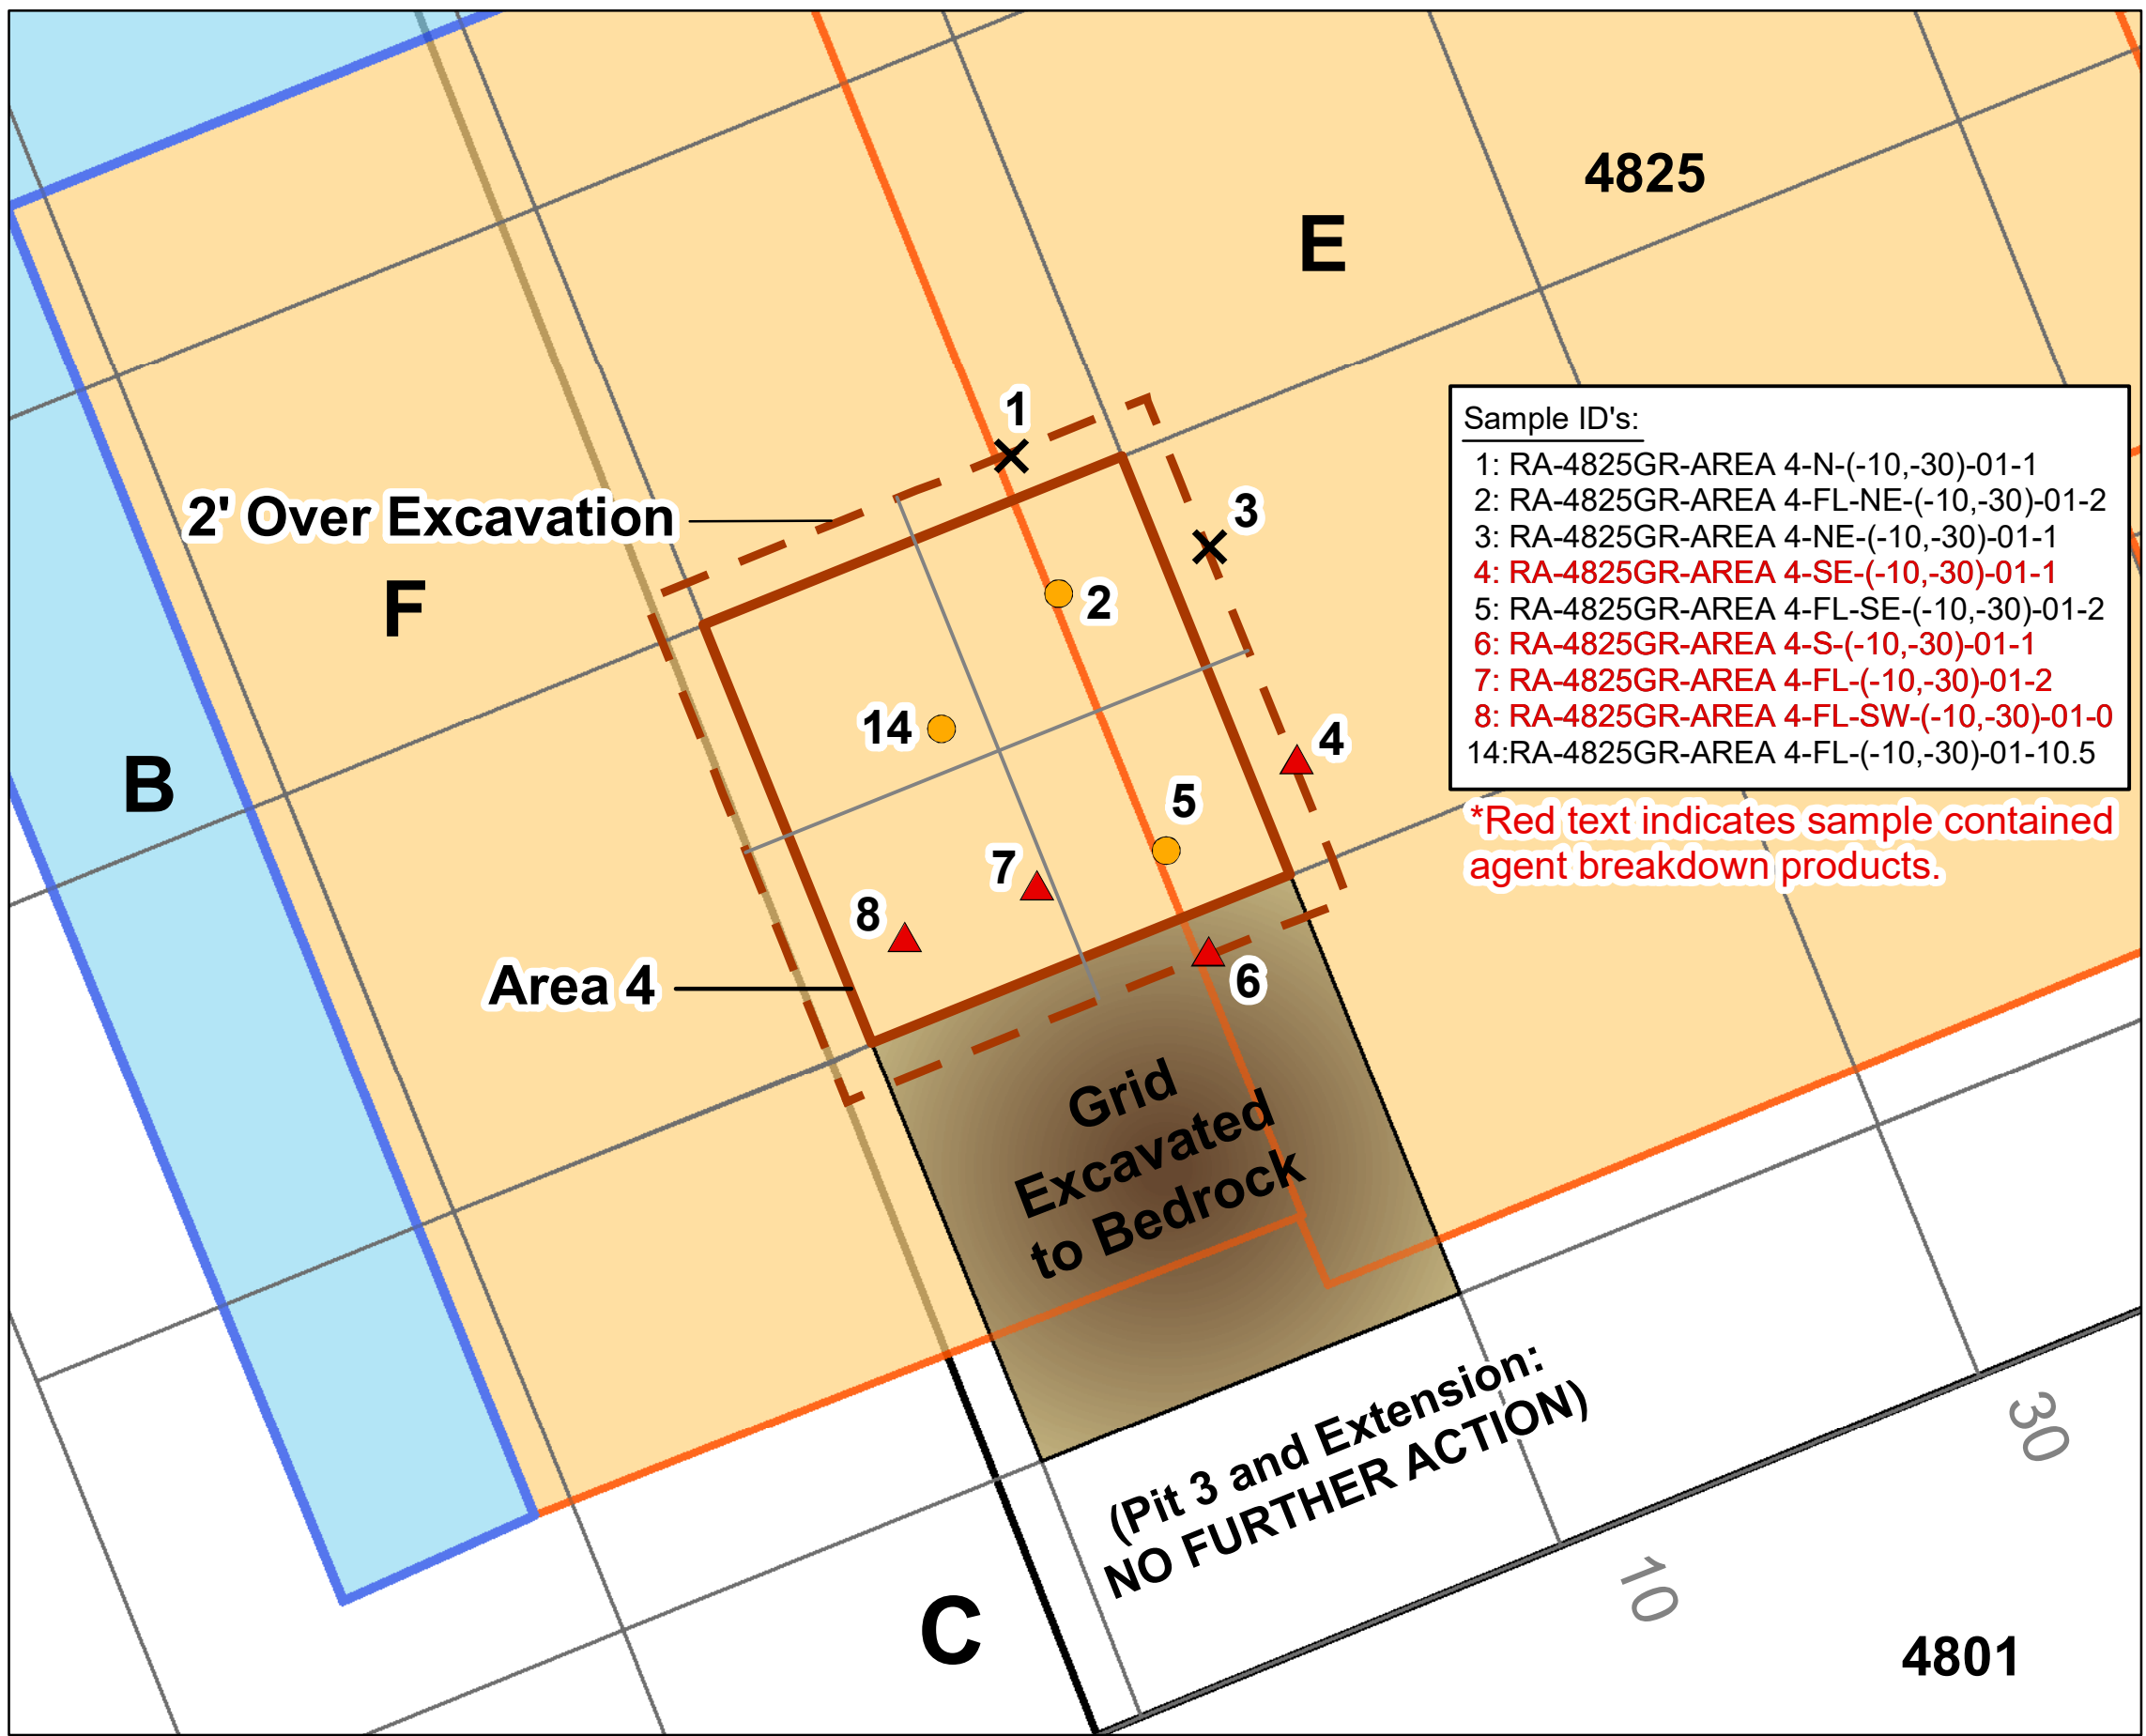 4825
E
1
Sample ID's:
1: RA-4825GR-AREA 4-N-(-10,-30)-01-1
2: RA-4825GR-AREA 4-FL-NE-(-10,-30)-01-2
3: RA-4825GR-AREA 4-NE-(-10,-30)-01-1
4: RA-4825GR-AREA 4-SE-(-10,-30)-01-1
5: RA-4825GR-AREA 4-FL-SE-(-10,-30)-01-2
6: RA-4825GR-AREA 4-S-(-10,-30)-01-1
7: RA-4825GR-AREA 4-FL-(-10,-30)-01-2
8: RA-4825GR-AREA 4-FL-SW-(-10,-30)-01-0
14:RA-4825GR-AREA 4-FL-(-10,-30)-01-10.5
*Red text indicates sample contained
agent breakdown products.
2' Over Excavation
3
F
2
14
4
B
5
7
8
Area 4
6
Grid
Excavated
to Bedrock
(Pit 3 and Extension:
NO FURTHER ACTION)
30
10
C
4801